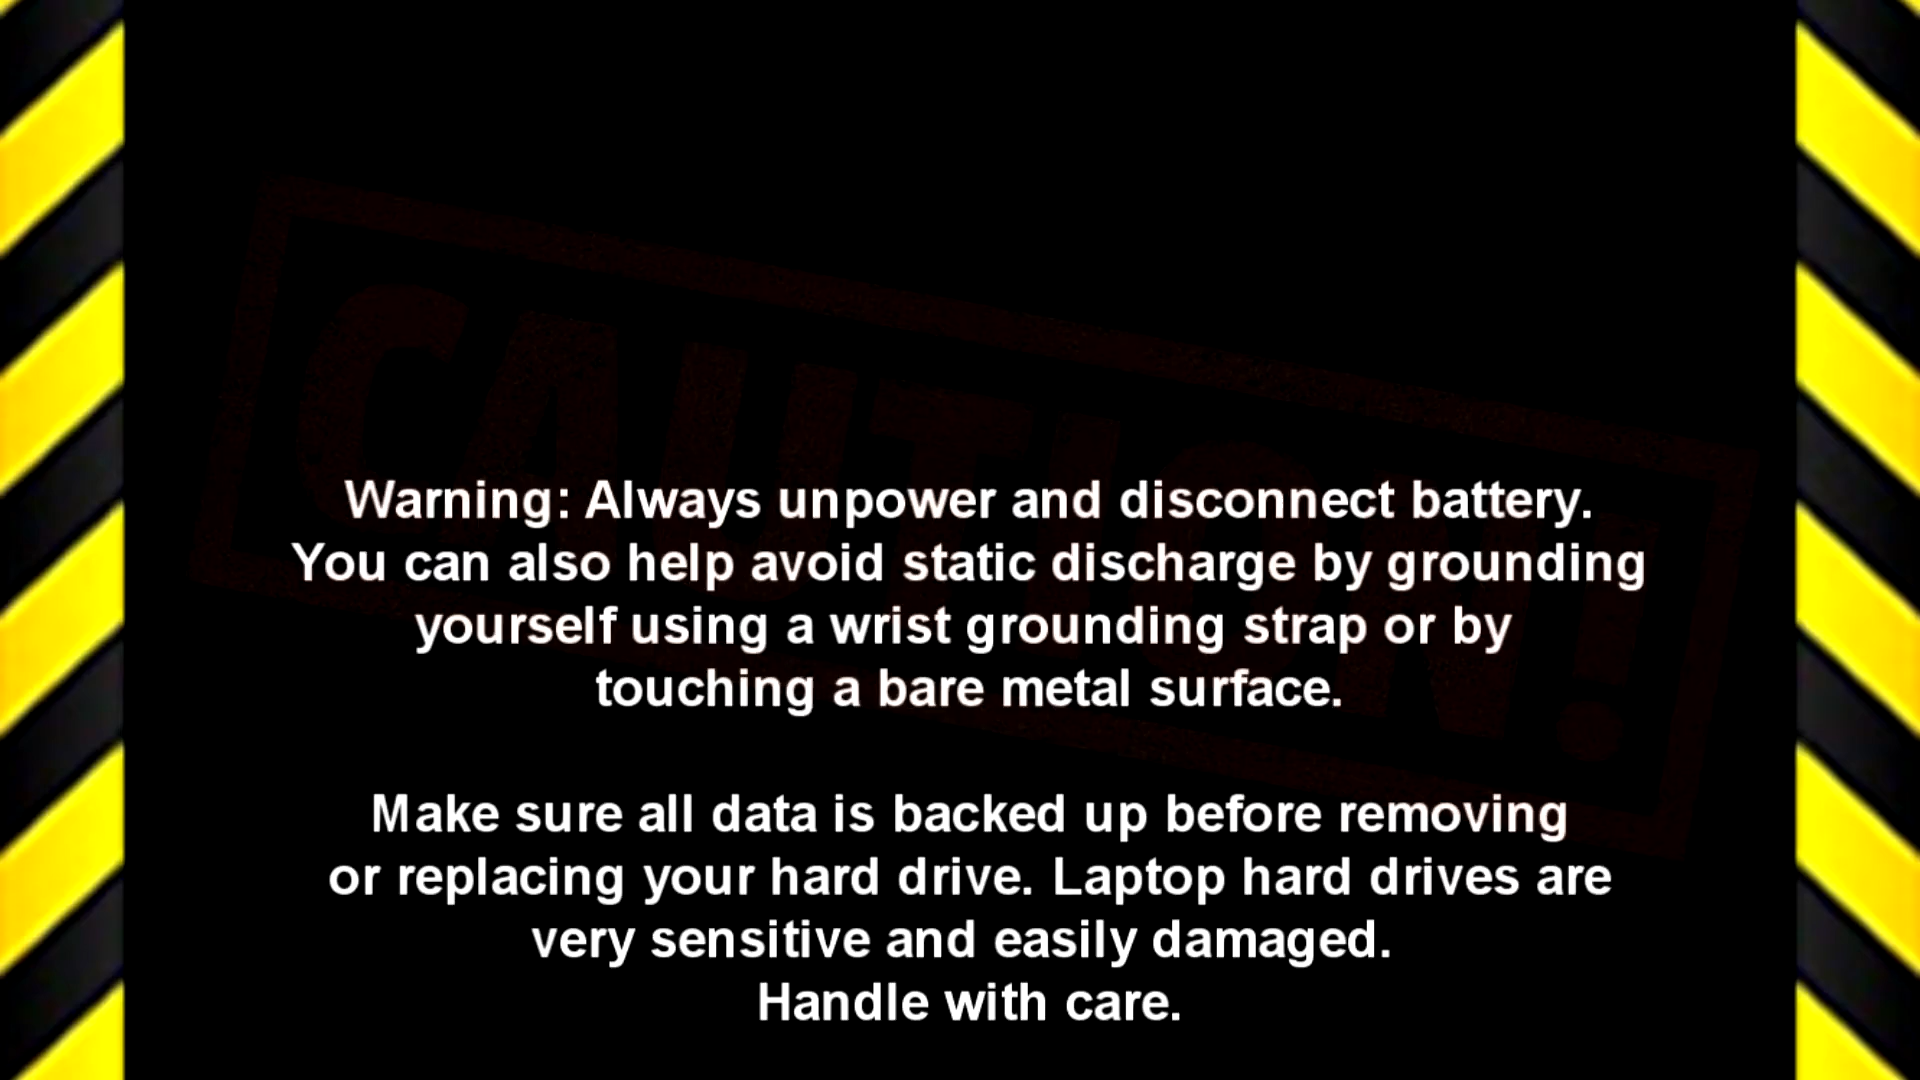 CAUTION!
Warning: Always unpower and disconnect battery.
You can also help avoid static discharge by grounding
yourself using a wrist grounding strap or by
touching a bare metal surface.
Make sure all data is backed up before removing
or replacing your hard drive. Laptop hard drives are
very sensitive and easily damaged.
Handle with care.